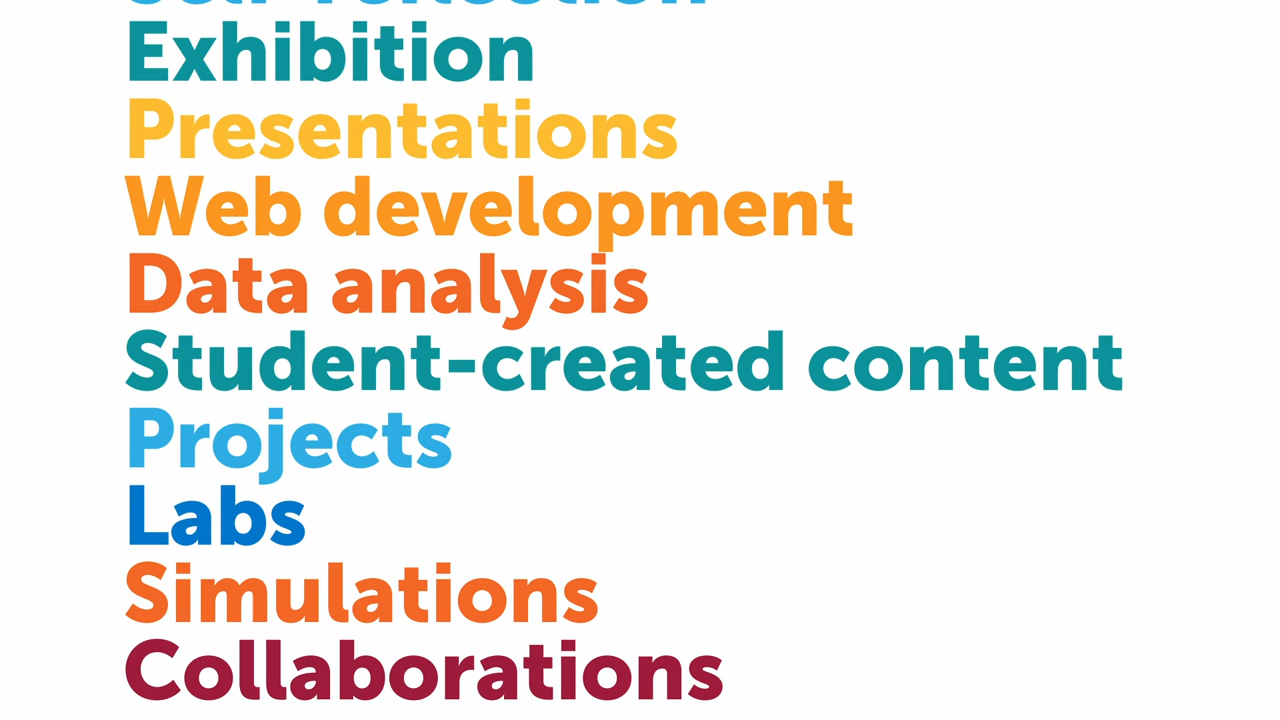 Exhibition
Presentations
Web development
Data analysis
Student-created content
Projects
Labs
Simulations
Collaborations